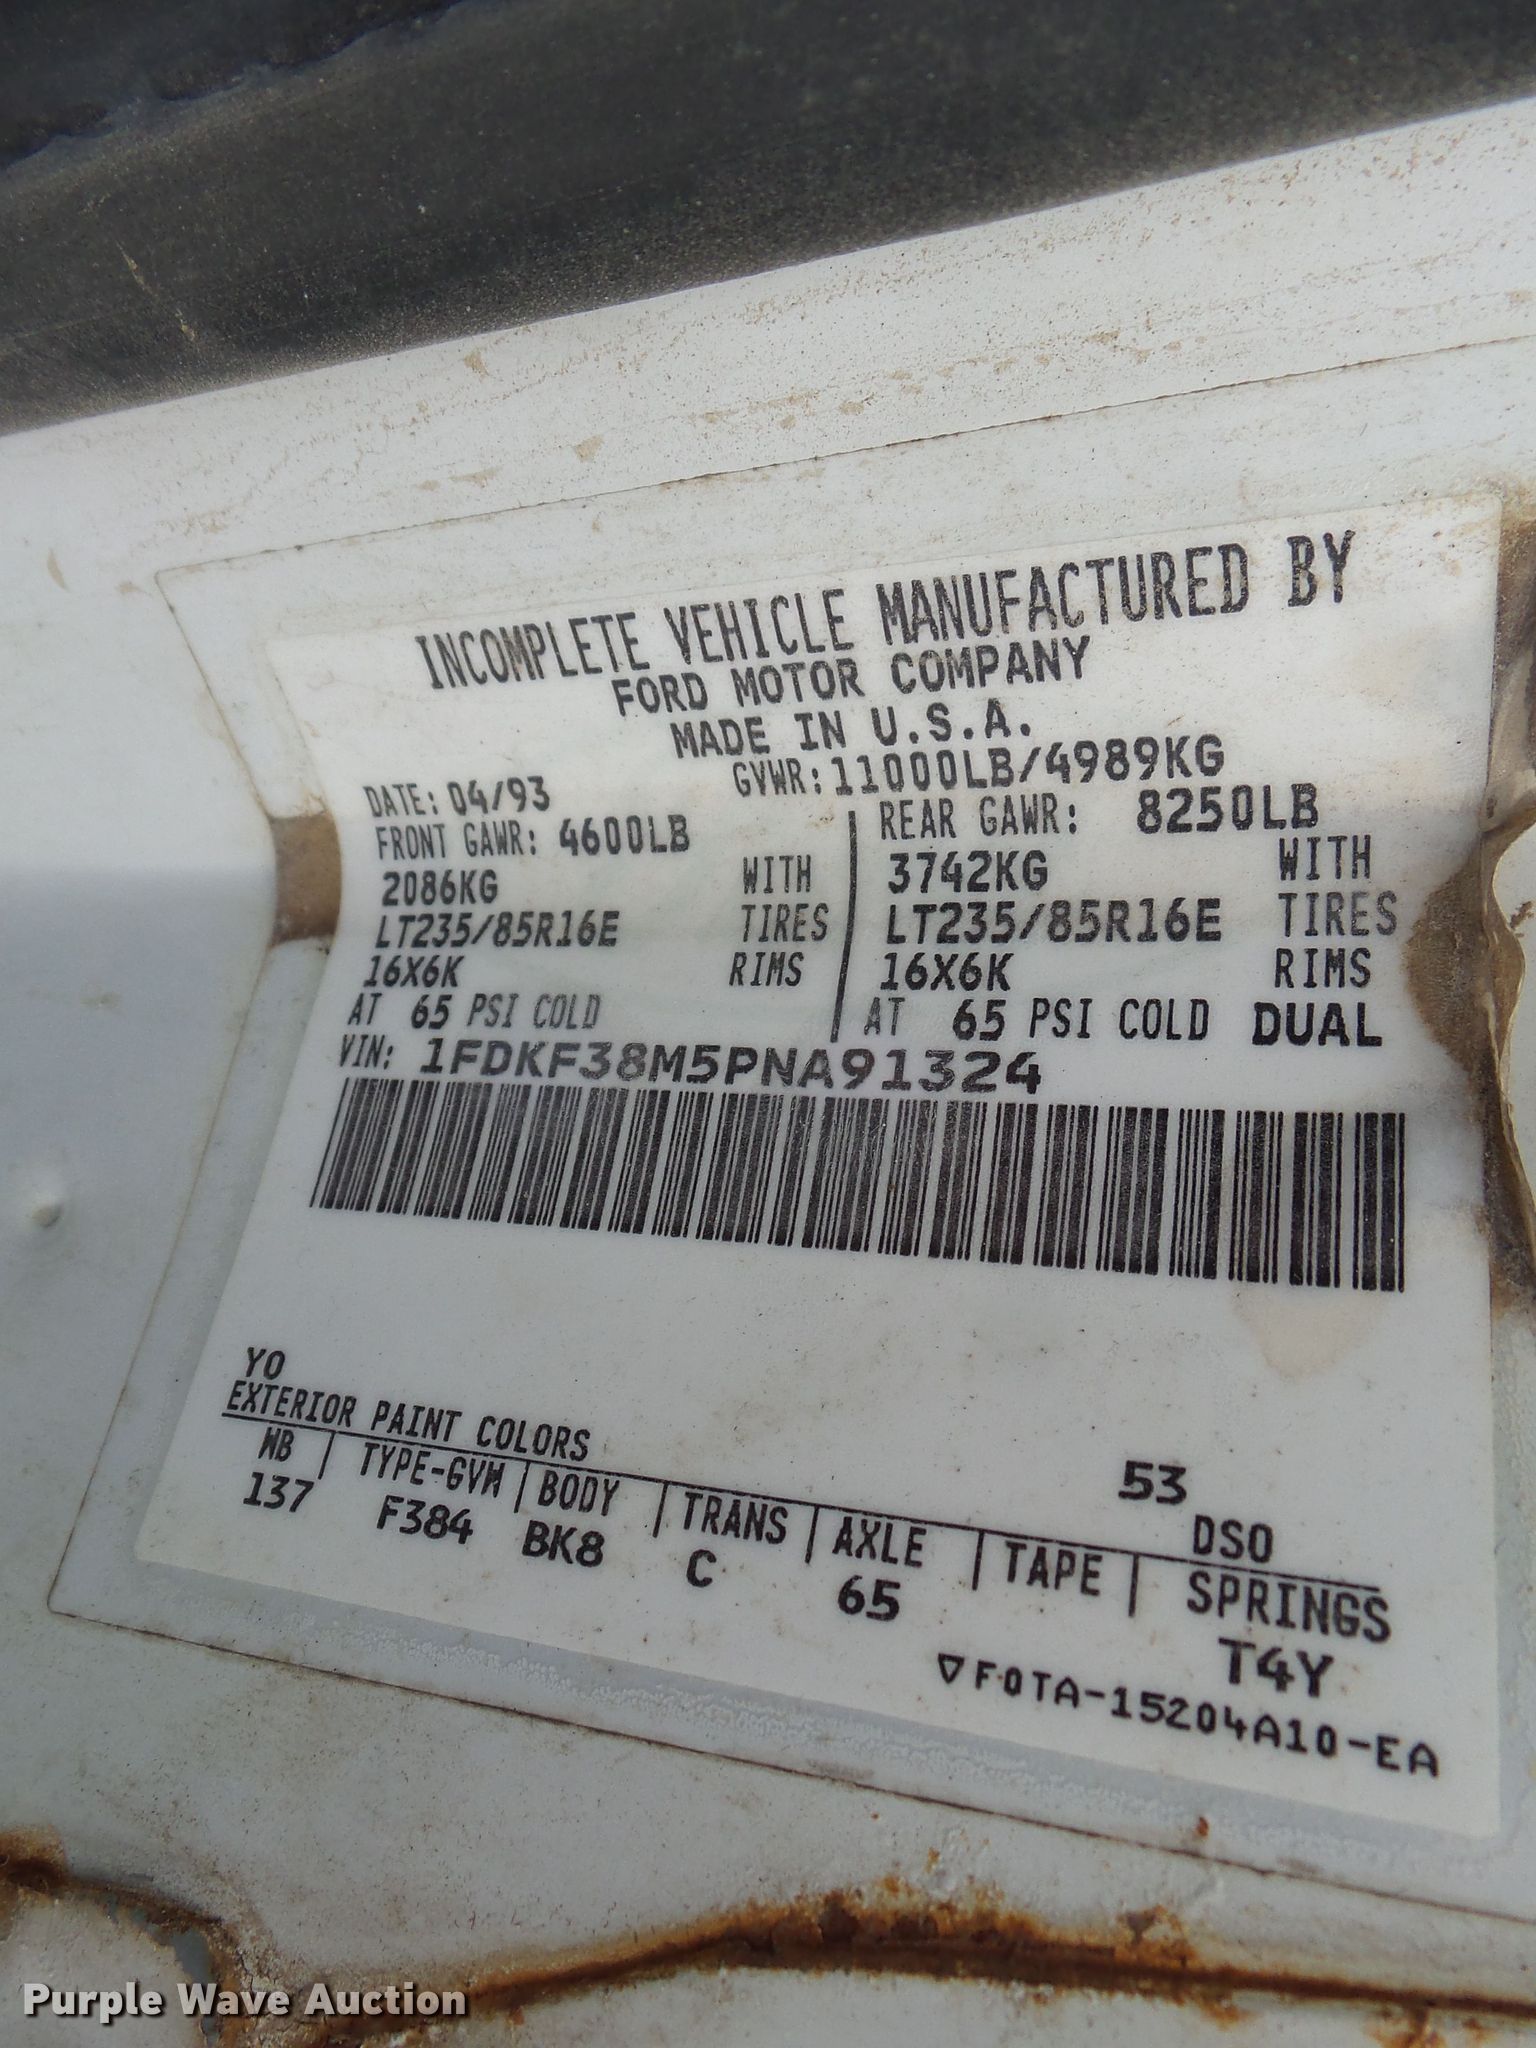 INCOMPLETE VEHICLE MANUFACTURED BY
FORD MOTOR COMPANY
MADE IN U.S.A.
DATE: 04/93 GVWR: 11000LB/4989KG
FRONT GAWR: 4600LB REAR GAWR: 8250LB
2086KG WITH 3742KG WITH
LT235/85R16E TIRES LT235/85R16E TIRES
16X6K RIMS 16X6K RIMS
AT 65 PSI COLD AT 65 PSI COLD DUAL
VIN: 1FDKF38M5PNA91324
YO
EXTERIOR PAINT COLORS 53 DSO
WB TYPE-GVM BODY TRANS AXLE TAPE SPRINGS
137 F384 BK8 C 65 T4Y
▽F0TA-15204A10-EA
Purple Wave Auction